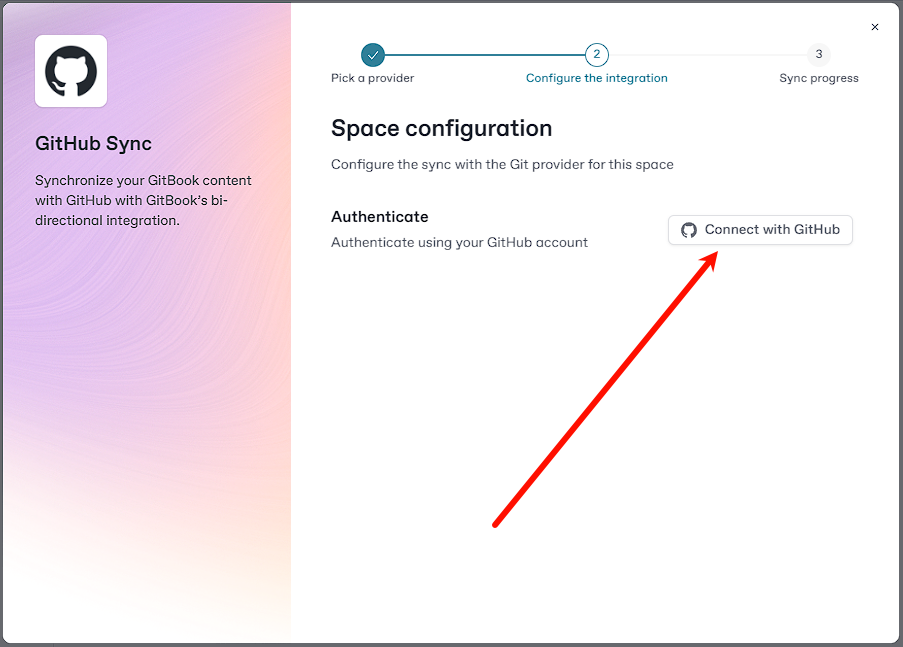 GitHub Sync
Synchronize your GitBook content
with GitHub with GitBook's bi-
directional integration.
2
3
Pick a provider
Configure the integration
Sync progress
Space configuration
Configure the sync with the Git provider for this space
Authenticate
Authenticate using your GitHub account
Connect with GitHub